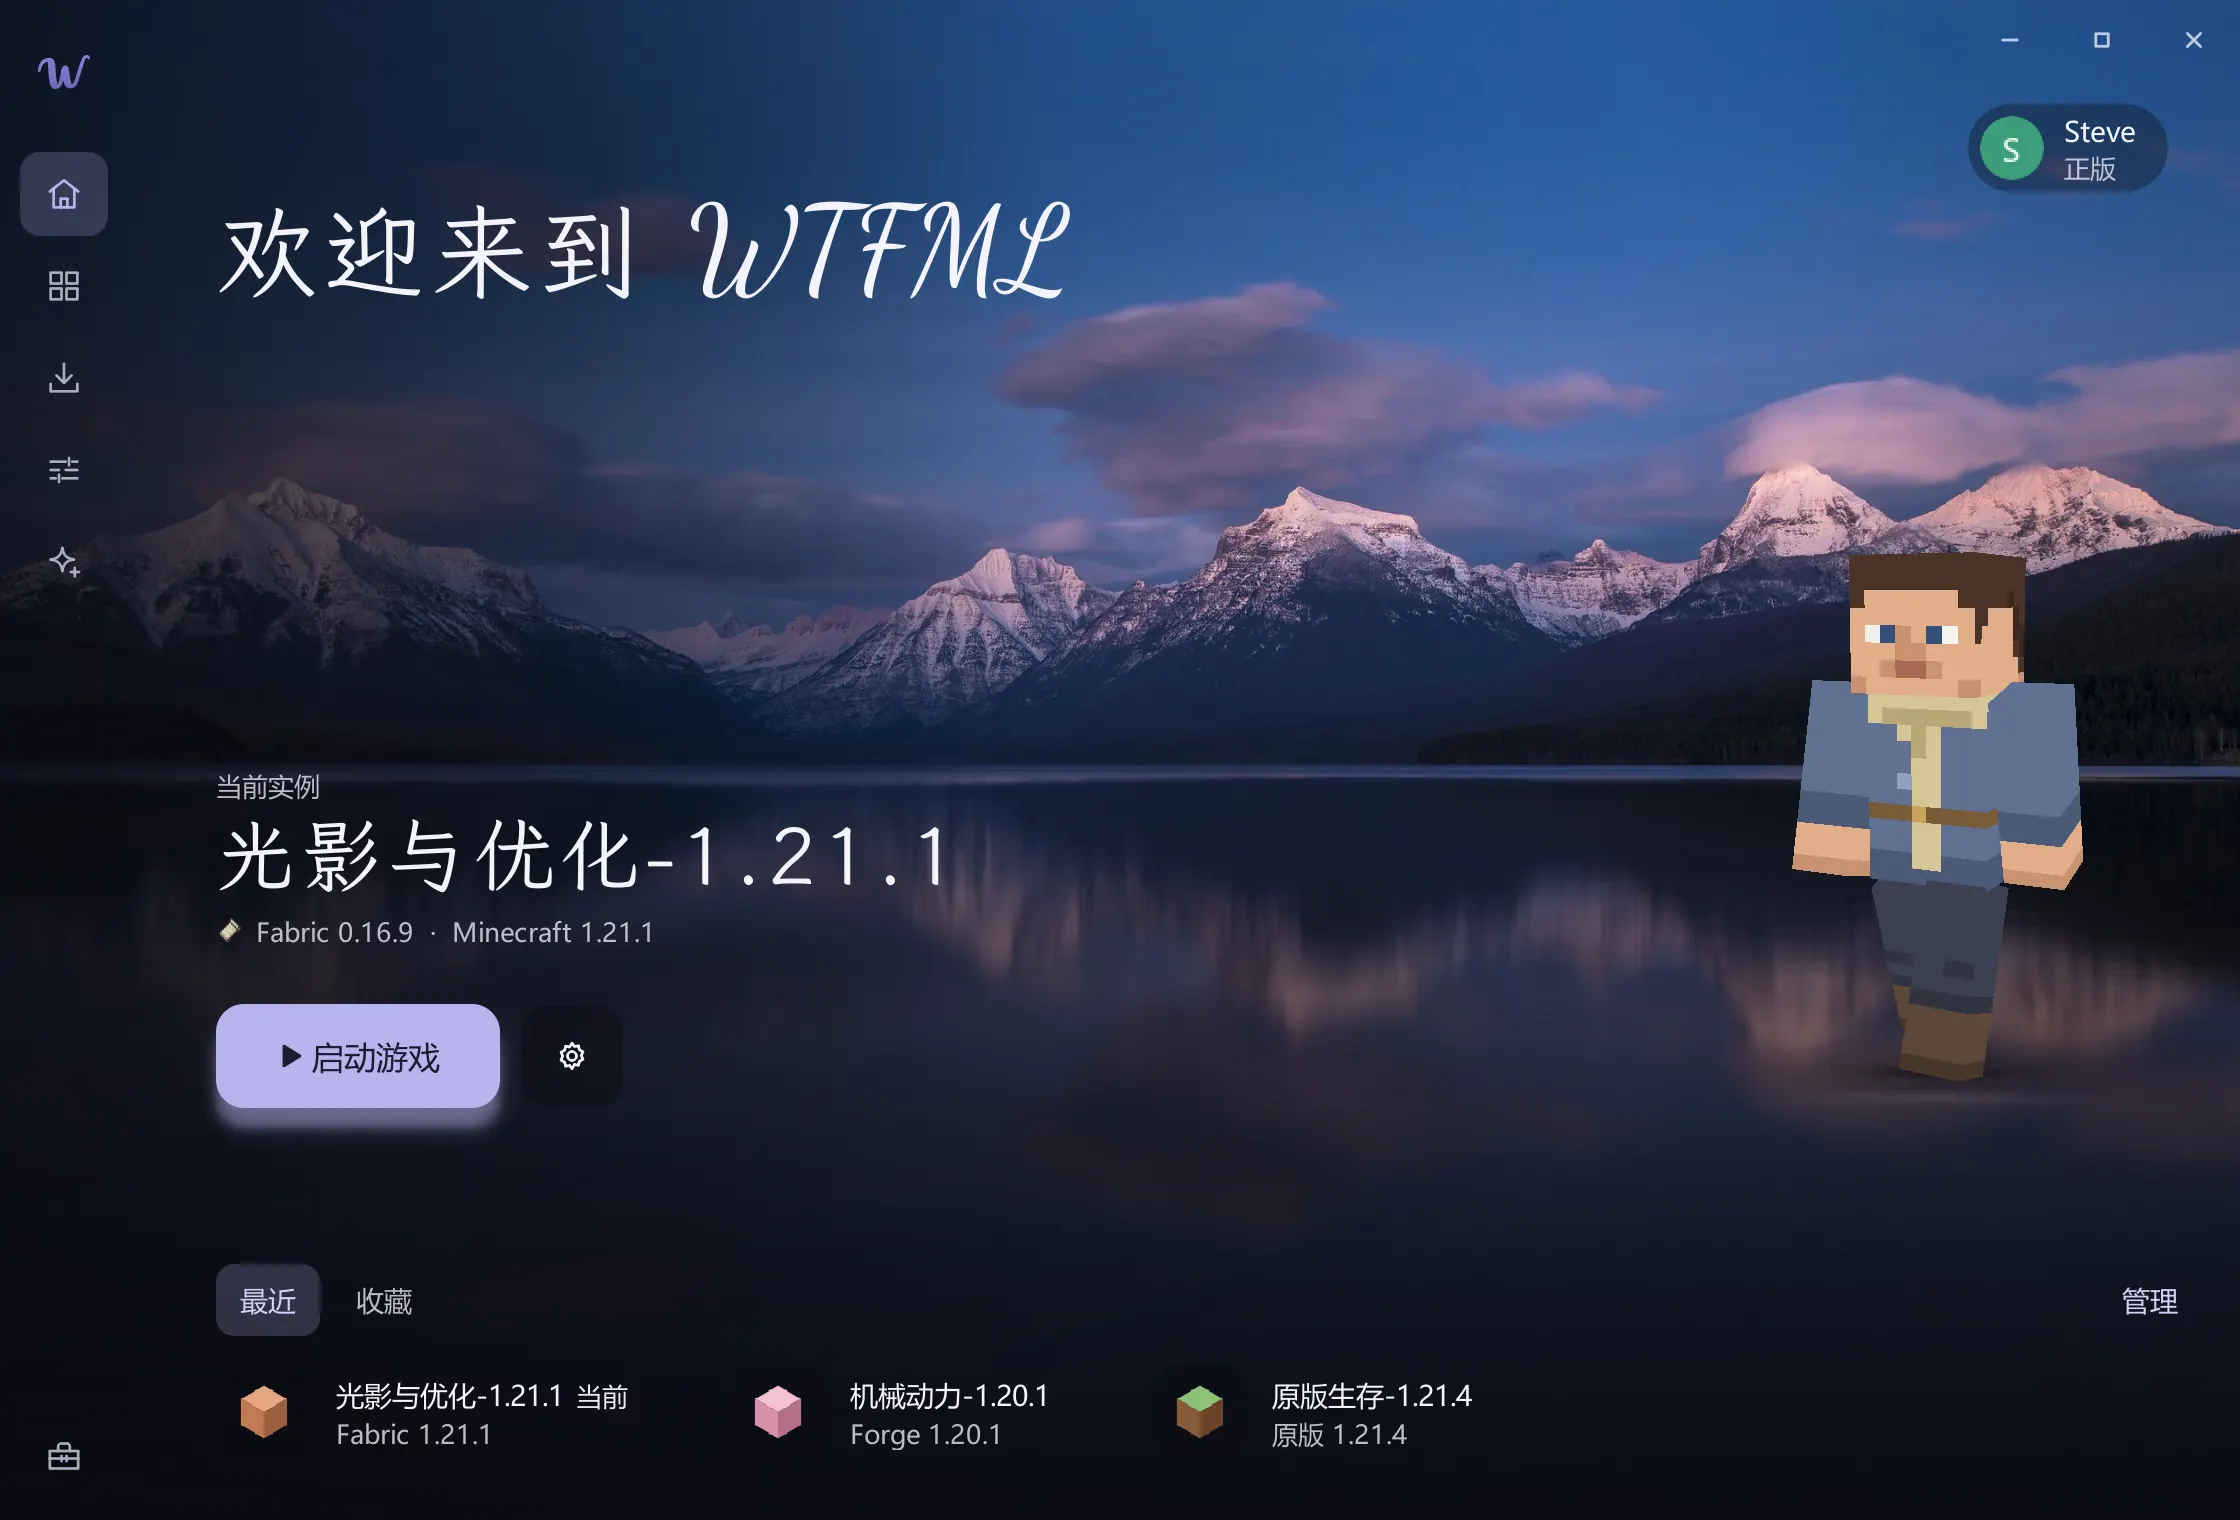 W
Steve
S
正版
欢迎来到 WTFML
当前实例
光影与优化-1.21.1
Fabric 0.16.9 · Minecraft 1.21.1
启动游戏
最近
收藏
管理
光影与优化-1.21.1 当前
Fabric 1.21.1
机械动力-1.20.1
Forge 1.20.1
原版生存-1.21.4
原版 1.21.4